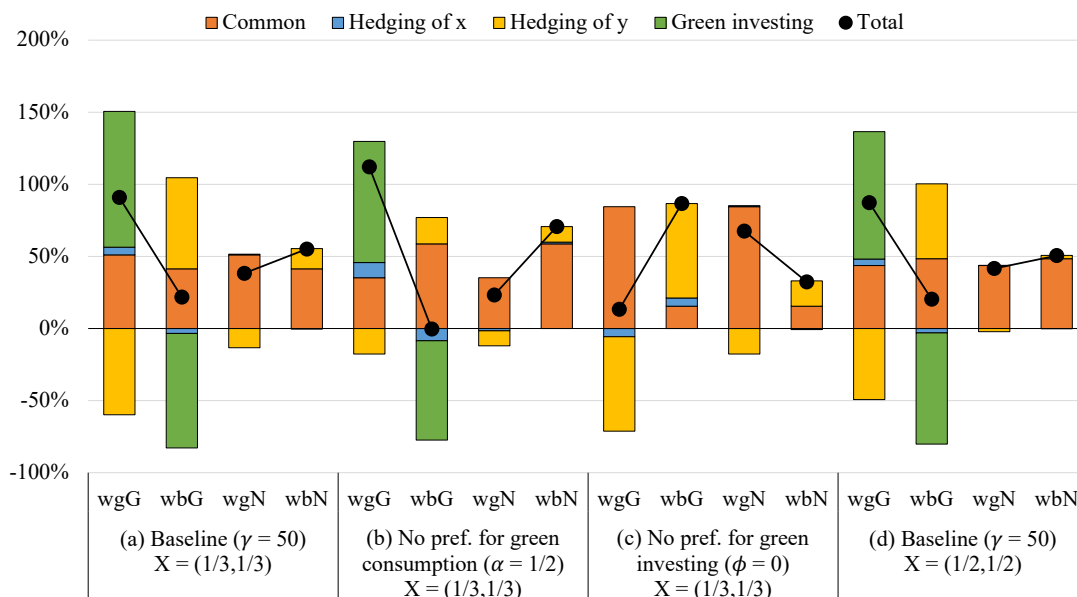 Common Hedging of x Hedging of y Green investing Total
200%
150%
100%
50%
0%
-50%
-100%
wgG wbG wgN wbN wgG wbG wgN wbN wgG wbG wgN wbN wgG wbG wgN wbN
(a) Baseline (γ = 50)
X = (1/3,1/3)
(b) No pref. for green
consumption (α = 1/2)
X = (1/3,1/3)
(c) No pref. for green
investing (ϕ = 0)
X = (1/3,1/3)
(d) Baseline (γ = 50)
X = (1/2,1/2)